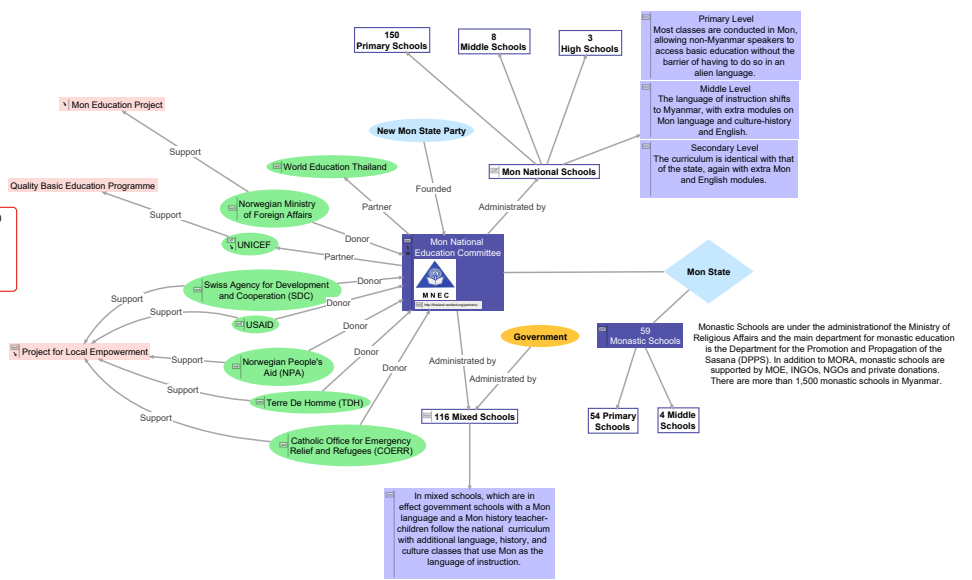 150
Primary Schools
8
Middle Schools
3
High Schools
Primary Level
Most classes are conducted in Mon,
allowing non-Myanmar speakers to
access basic education without the
barrier of having to do so in an
alien language.
Middle Level
The language of instruction shifts
to Myanmar, with extra modules on
Mon language and culture-history
and English.
Secondary Level
The curriculum is identical with that
of the state, again with extra Mon
and English modules.
Mon Education Project
Support
New Mon State Party
World Education Thailand
Mon National Schools
Founded
Quality Basic Education Programme
Partner
Administered by
Norwegian Ministry
of Foreign Affairs
Support
Donor
UNICEF
Partner
Mon National
Education Committee
MNEC
Mon State
Swiss Agency for Development
and Cooperation (SDC)
Donor
Support
Donor
Support
USAID
Donor
Government
59
Monastic Schools
Monastic Schools are under the administrationof the Ministry of
Religious Affairs and the main department for monastic education
is the Department for the Promotion and Propagation of the
Sasana (DPPS). In addition to MORA, monastic schools are
supported by MOE, INGOs, NGOs and private donations.
There are more than 1,500 monastic schools in Myanmar.
Project for Local Empowerment
Support
Norwegian People's
Aid (NPA)
Donor
Donor
Administered by
Administered by
Support
Terre De Homme (TDH)
Support
116 Mixed Schools
54 Primary
Schools
4 Middle
Schools
Catholic Office for Emergency
Relief and Refugees (COERR)
In mixed schools, which are in
effect government schools with a Mon
language and a Mon history teacher-
children follow the national curriculum
with additional language, history, and
culture classes that use Mon as the
language of instruction.